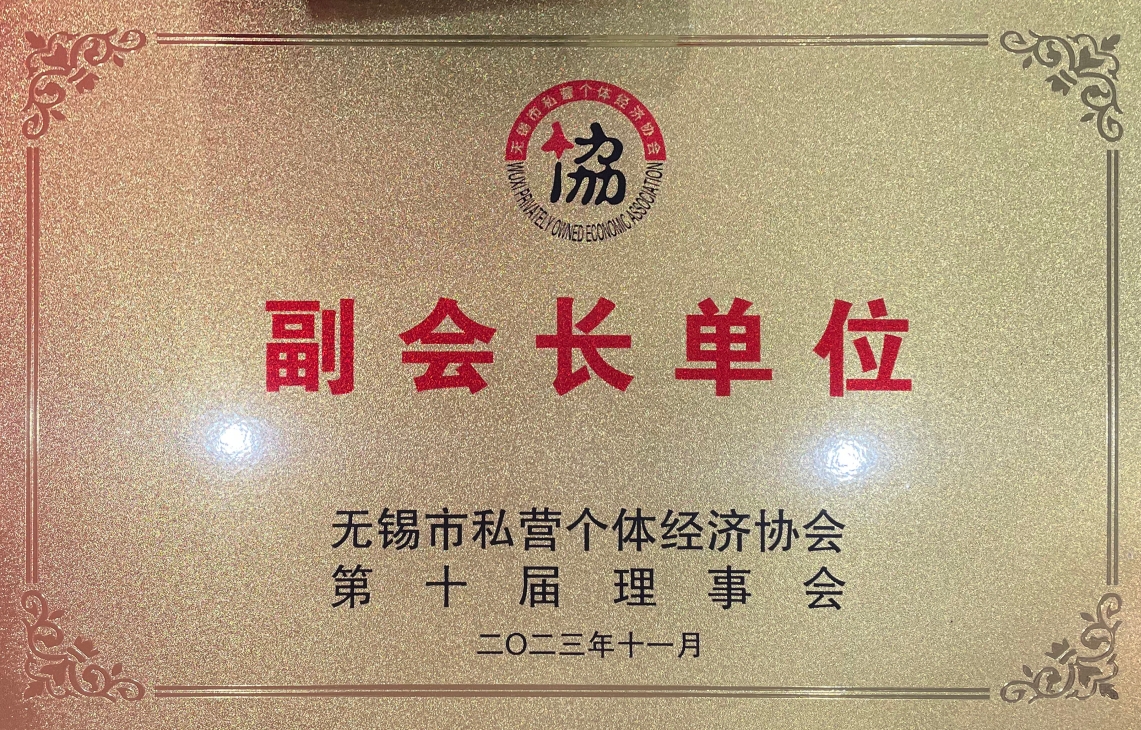 无锡市私营个体经济协会
協
WUXI PRIVATELY OWNED ECONOMIC ASSOCIATION
副会长单位
无锡市私营个体经济协会
第十届理事会
二〇二三年十一月